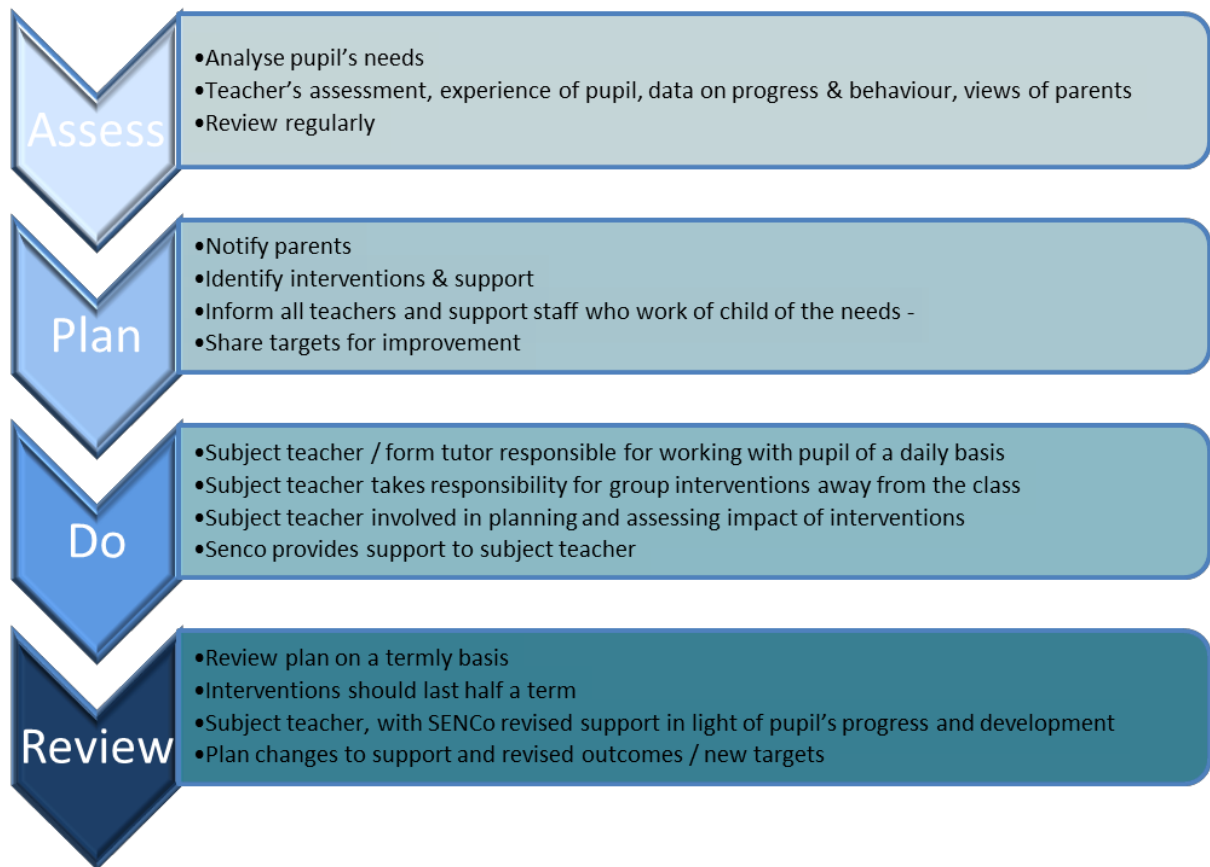 Assess
•Analyse pupil’s needs
•Teacher’s assessment, experience of pupil, data on progress & behaviour, views of parents
•Review regularly
Plan
•Notify parents
•Identify interventions & support
•Inform all teachers and support staff who work of child of the needs -
•Share targets for improvement
Do
•Subject teacher / form tutor responsible for working with pupil of a daily basis
•Subject teacher takes responsibility for group interventions away from the class
•Subject teacher involved in planning and assessing impact of interventions
•Senco provides support to subject teacher
Review
•Review plan on a termly basis
•Interventions should last half a term
•Subject teacher, with SENCo revised support in light of pupil’s progress and development
•Plan changes to support and revised outcomes / new targets